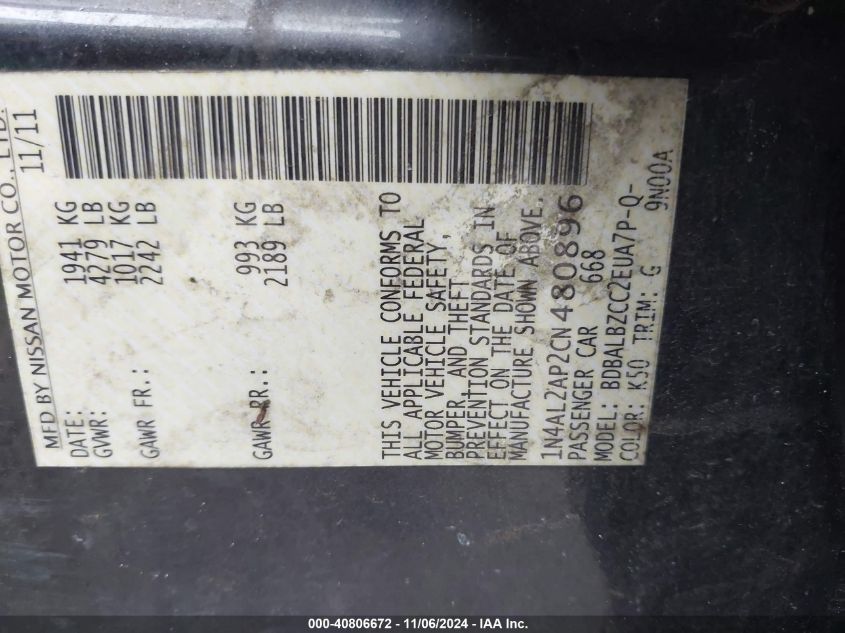 MFD BY NISSAN MOTOR CO., LTD.
DATE: 11/11
GVWR: 1941 KG
4279 LB
GAWR FR.: 1017 KG
2242 LB
GAWR RR.: 993 KG
2189 LB
THIS VEHICLE CONFORMS TO
ALL APPLICABLE FEDERAL
MOTOR VEHICLE SAFETY,
BUMPER, AND THEFT
PREVENTION STANDARDS IN
EFFECT ON THE DATE OF
MANUFACTURE SHOWN ABOVE.
1N4AL2AP2CN480896
PASSENGER CAR 668
MODEL: BDBALBZCC2EUA7P-Q-
COLOR: K50 TRIM: G 9N00A
000-40806672 - 11/06/2024 - IAA Inc.